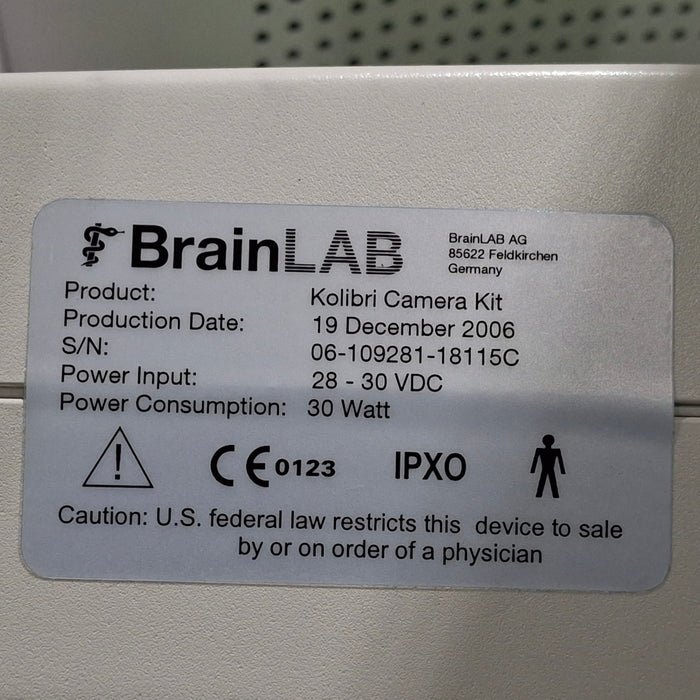 BrainLAB
BrainLAB AG
85622 Feldkirchen
Germany
Product: Kolibri Camera Kit
Production Date: 19 December 2006
S/N: 06-109281-18115C
Power Input: 28 - 30 VDC
Power Consumption: 30 Watt
! CE 0123 IPXO
Caution: U.S. federal law restricts this device to sale
by or on order of a physician